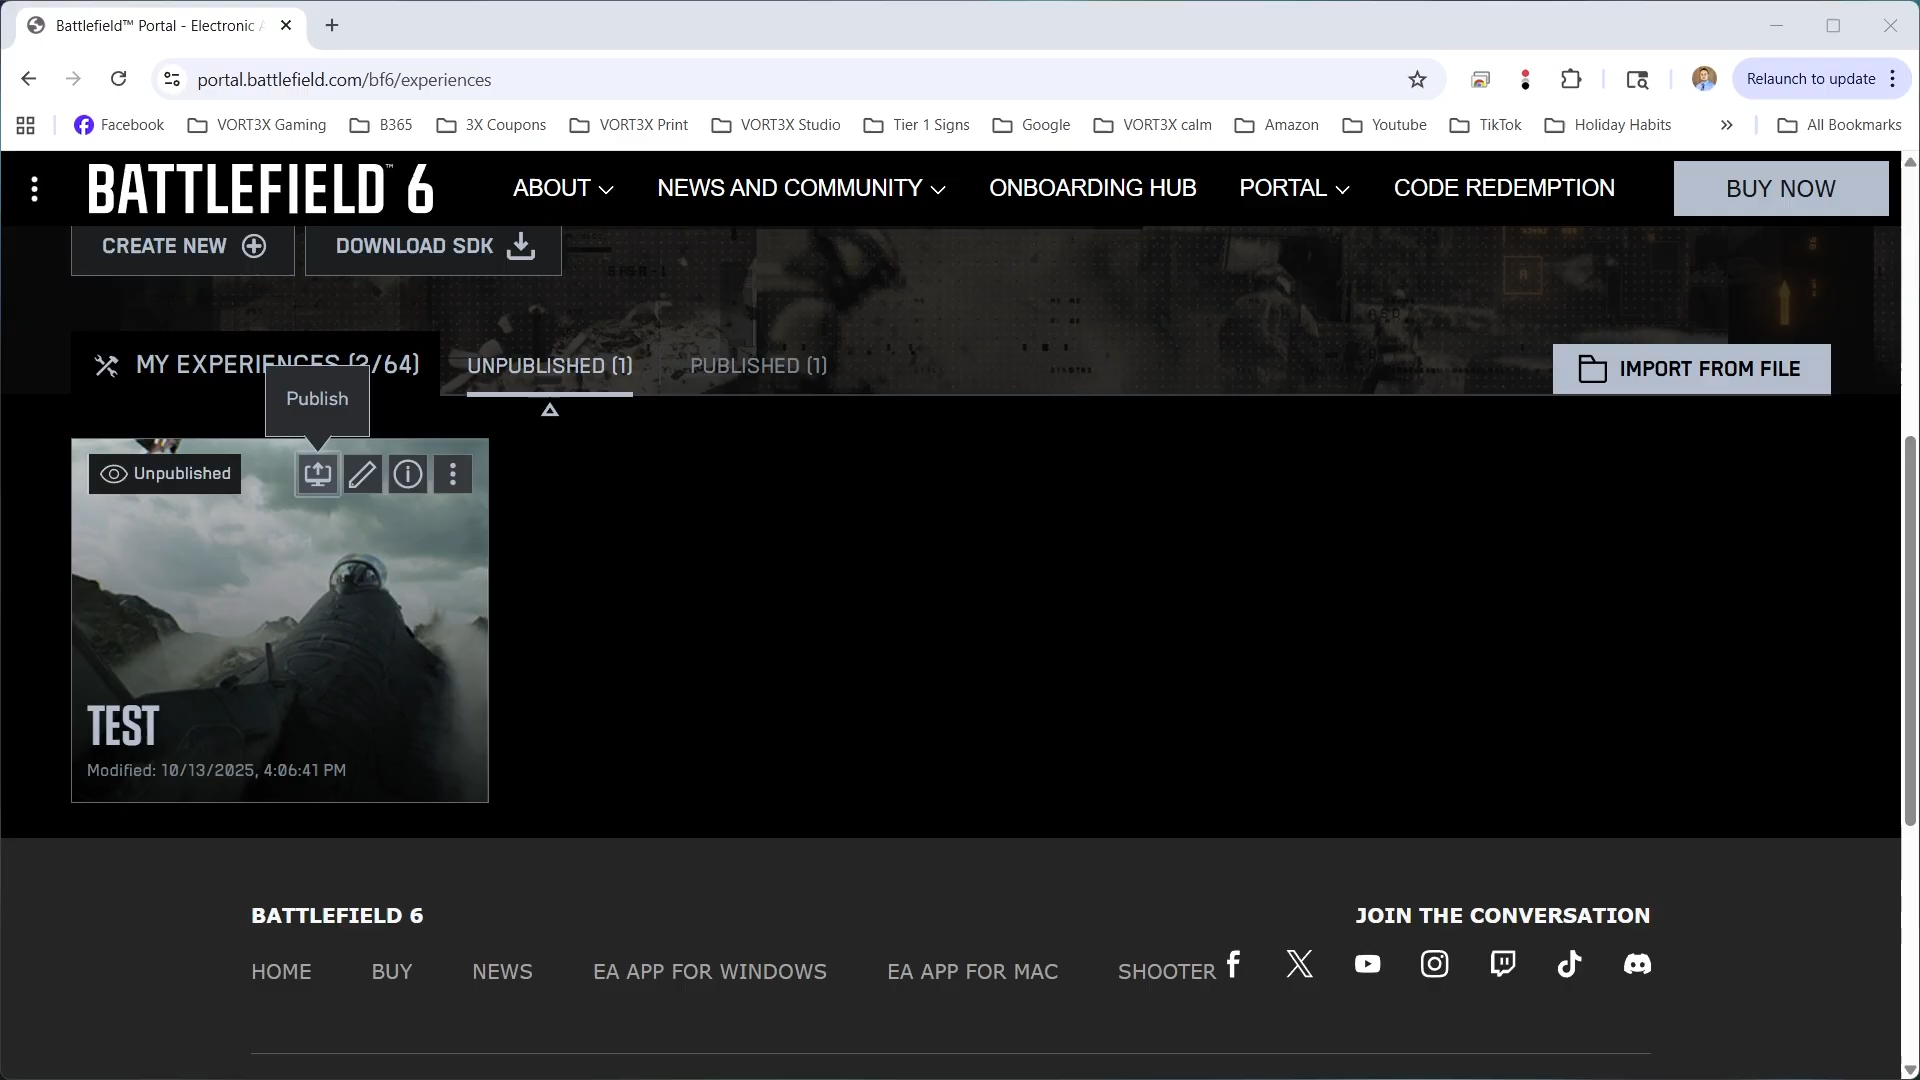 Battlefield™ Portal - Electronic
portal.battlefield.com/bf6/experiences
Relaunch to update
Facebook
VORT3X Gaming
B365
3X Coupons
VORT3X Print
VORT3X Studio
Tier 1 Signs
Google
VORT3X calm
Amazon
Youtube
TikTok
Holiday Habits
All Bookmarks
BATTLEFIELD™ 6
ABOUT
NEWS AND COMMUNITY
ONBOARDING HUB
PORTAL
CODE REDEMPTION
BUY NOW
CREATE NEW
DOWNLOAD SDK
MY EXPERIENCES (2/64)
UNPUBLISHED (1)
PUBLISHED (1)
IMPORT FROM FILE
Publish
Unpublished
TEST
Modified: 10/13/2025, 4:06:41 PM
BATTLEFIELD 6
JOIN THE CONVERSATION
HOME
BUY
NEWS
EA APP FOR WINDOWS
EA APP FOR MAC
SHOOTER